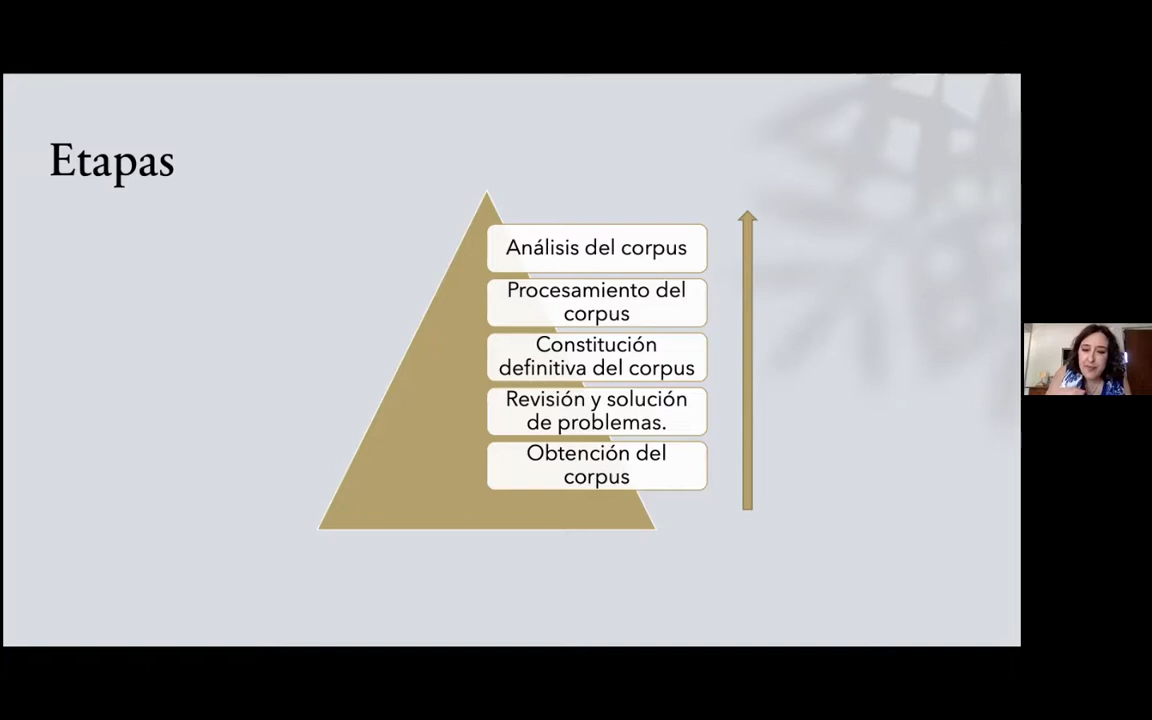 Etapas
Análisis del corpus
Procesamiento del
corpus
Constitución
definitiva del corpus
Revisión y solución
de problemas.
Obtención del
corpus